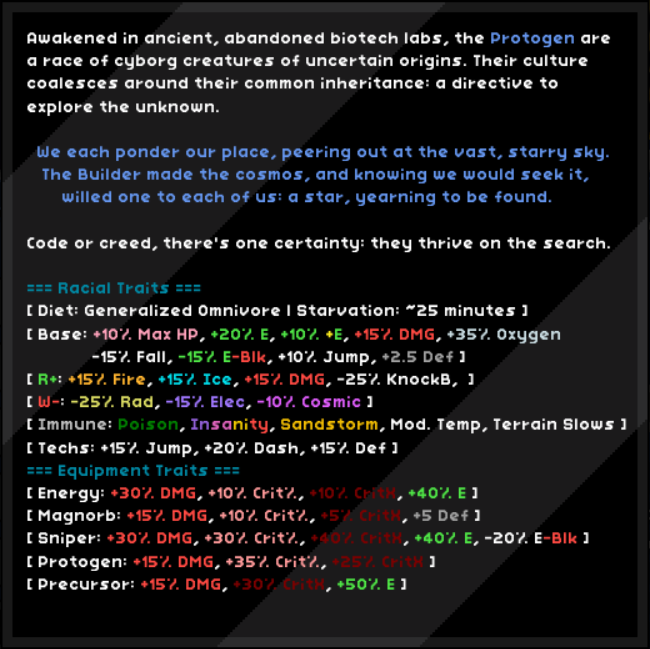 Awakened in ancient, abandoned biotech labs, the Protogen are
a race of cyborg creatures of uncertain origins. Their culture
coalesces around their common inheritance: a directive to
explore the unknown.
We each ponder our place, peering out at the vast, starry sky.
The Builder made the cosmos, and knowing we would seek it,
willed one to each of us: a star, yearning to be found.
Code or creed, there's one certainty: they thrive on the search.
=== Racial Traits ===
[ Diet: Generalized Omnivore | Starvation: ~25 minutes ]
[ Base: +10% Max HP, +20% E, +10% +E, +15% DMG, +35% Oxygen
-15% Fall, -15% E-Blk, +10% Jump, +2.5 Def ]
[ R+: +15% Fire, +15% Ice, +15% DMG, -25% KnockB, ]
[ W-: -25% Rad, -15% Elec, -10% Cosmic ]
[ Immune: Poison, Insanity, Sandstorm, Mod. Temp, Terrain Slows ]
[ Techs: +15% Jump, +20% Dash, +15% Def ]
=== Equipment Traits ===
[ Energy: +30% DMG, +10% Crit%, +10% CritX, +40% E ]
[ Magnorb: +15% DMG, +10% Crit%, +5% CritX, +5 Def ]
[ Sniper: +30% DMG, +30% Crit%, +40% CritX, +40% E, -20% E-Blk ]
[ Protogen: +15% DMG, +35% Crit%, +25% CritX ]
[ Precursor: +15% DMG, +30% CritX, +50% E ]